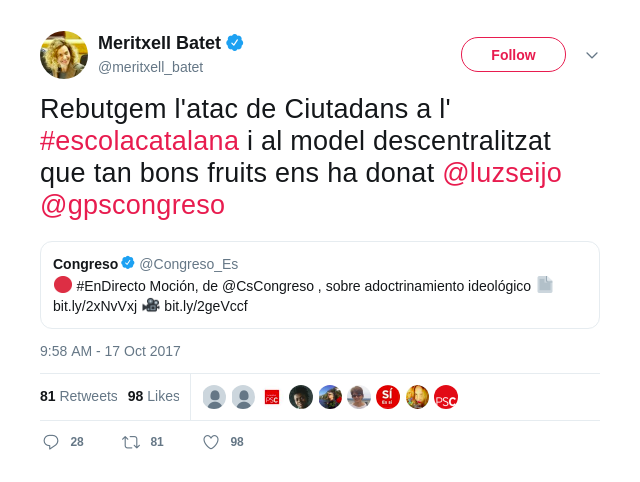 Meritxell Batet
@meritxell_batet
Follow
Rebutgem l'atac de Ciutadans a l'
#escolacatalana i al model descentralitzat
que tan bons fruits ens ha donat @luzseijo
@gpscongreso
Congreso @Congreso_Es
#EnDirecto Moción, de @CsCongreso , sobre adoctrinamiento ideológico
bit.ly/2xNvVxj bit.ly/2geVccf
9:58 AM - 17 Oct 2017
81 Retweets 98 Likes
PSC SÍ PSC
28 81 98